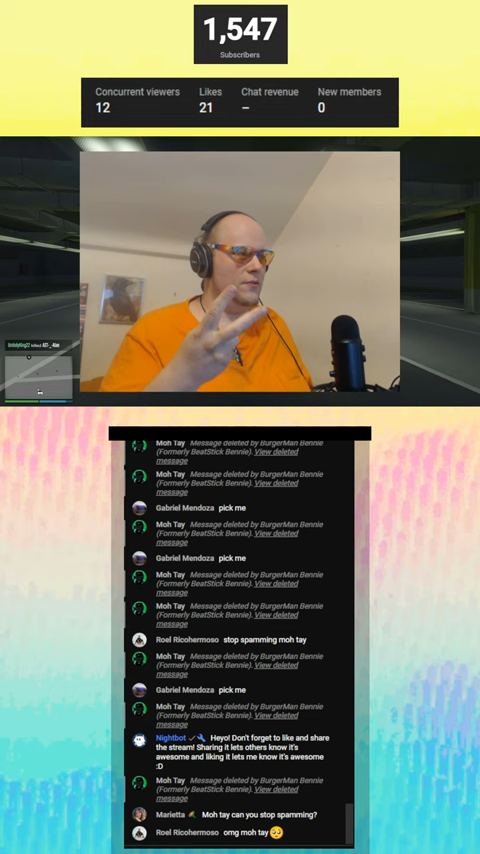 1,547
Subscribers
Concurrent viewers Likes Chat revenue New members
12 21 – 0
Moh Tay Message deleted by BurgerMan Bennie
(Formerly BeatStick Bennie). View deleted
message
Moh Tay Message deleted by BurgerMan Bennie
(Formerly BeatStick Bennie). View deleted
message
Gabriel Mendoza pick me
Moh Tay Message deleted by BurgerMan Bennie
(Formerly BeatStick Bennie). View deleted
message
Gabriel Mendoza pick me
Moh Tay Message deleted by BurgerMan Bennie
(Formerly BeatStick Bennie). View deleted
message
Moh Tay Message deleted by BurgerMan Bennie
(Formerly BeatStick Bennie). View deleted
message
Roel Ricohermoso stop spamming moh tay
Moh Tay Message deleted by BurgerMan Bennie
(Formerly BeatStick Bennie). View deleted
message
Gabriel Mendoza pick me
Moh Tay Message deleted by BurgerMan Bennie
(Formerly BeatStick Bennie). View deleted
message
Nightbot Heyo! Don't forget to like and share
the stream! Sharing it lets others know it's
awesome and liking it lets me know it's awesome
:D
Moh Tay Message deleted by BurgerMan Bennie
(Formerly BeatStick Bennie). View deleted
message
Marietta Moh tay can you stop spamming?
Roel Ricohermoso omg moh tay🥺